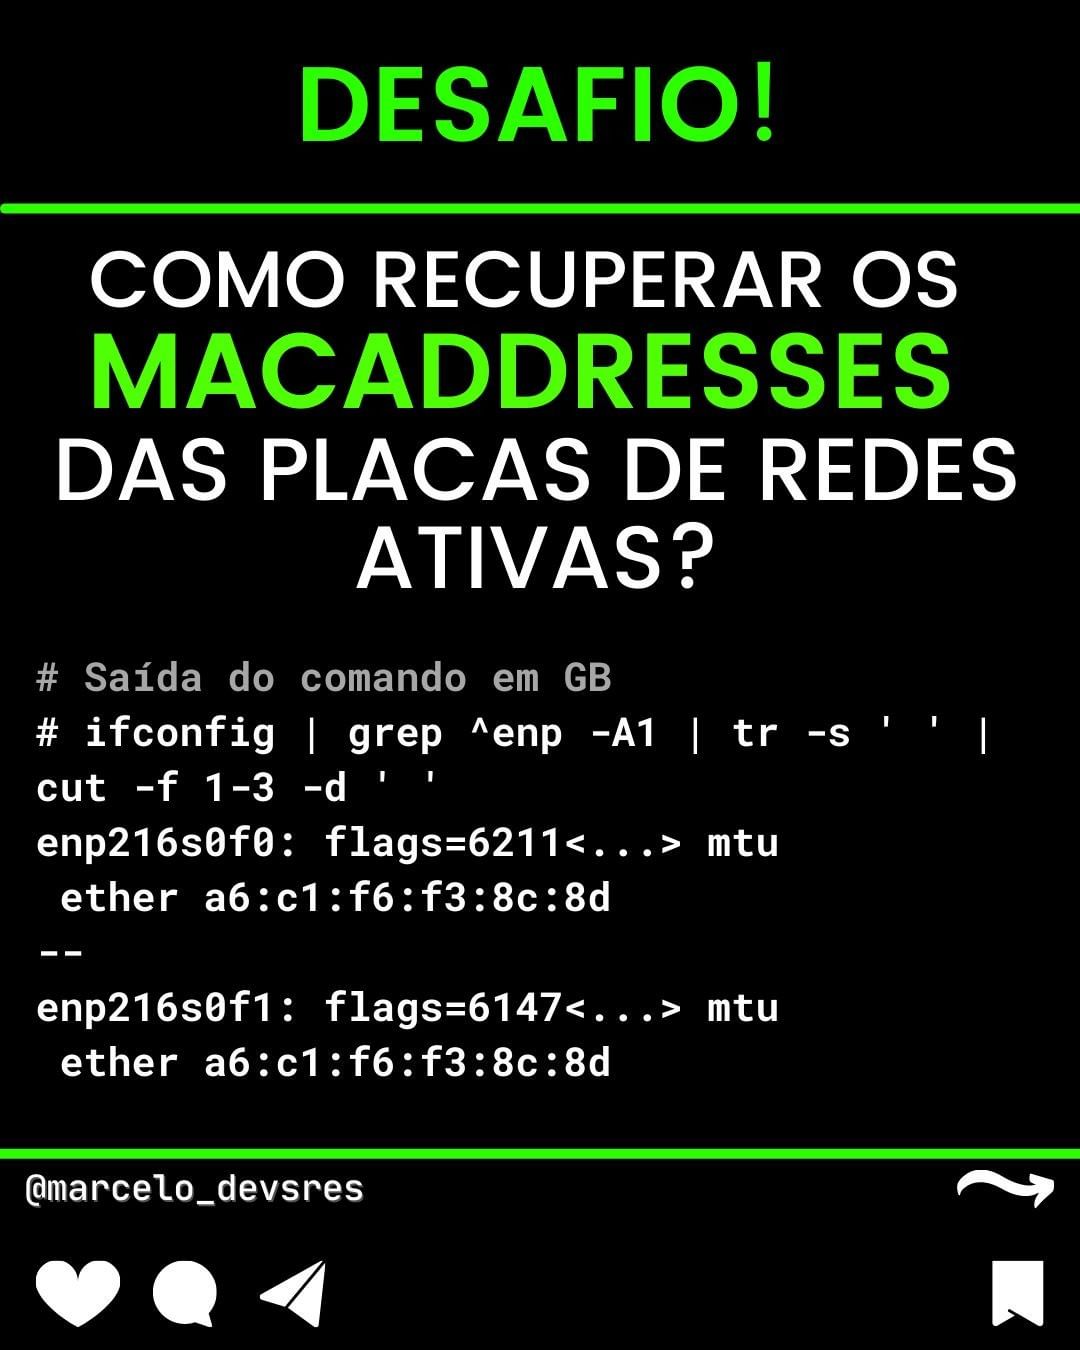 DESAFIO!
COMO RECUPERAR OS
MACADDRESSES
DAS PLACAS DE REDES
ATIVAS?
# Saída do comando em GB
# ifconfig | grep ^enp -A1 | tr -s ' ' |
cut -f 1-3 -d ' '
enp216s0f0: flags=6211<...> mtu
ether a6:c1:f6:f3:8c:8d
--
enp216s0f1: flags=6147<...> mtu
ether a6:c1:f6:f3:8c:8d
@marcelo_devsres